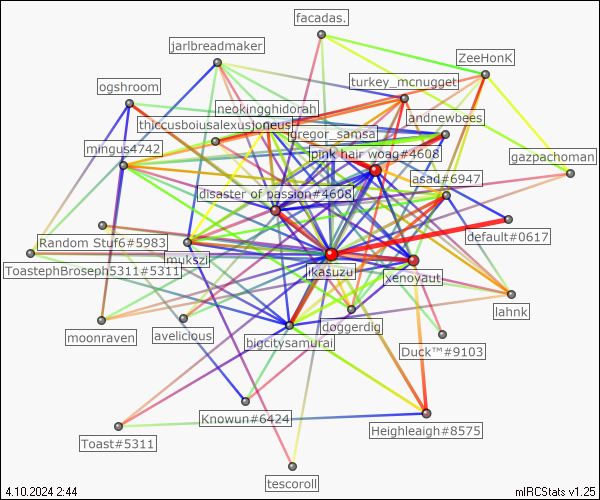 facadas.
jarlbreadmaker
ZeeHonK
turkey_mcnugget
ogshroom
neokingghidorah
andnewbees
thiccusboiusalexusjoneus
gregor_samsa
mingus4742
pink hair woag#4608
gazpachoman
asad#6947
disaster of passion#4608
default#0617
Random Stuf6#5983
mukszi
ToastephBroseph5311#5311
ikasuzu
xenoyaut
lahnk
moonraven
avelicious
doggerdig
bigcitysamurai
Duck™#9103
Knowun#6424
Heighleaigh#8575
Toast#5311
tescoroll
4.10.2024 2:44
mIRCStats v1.25